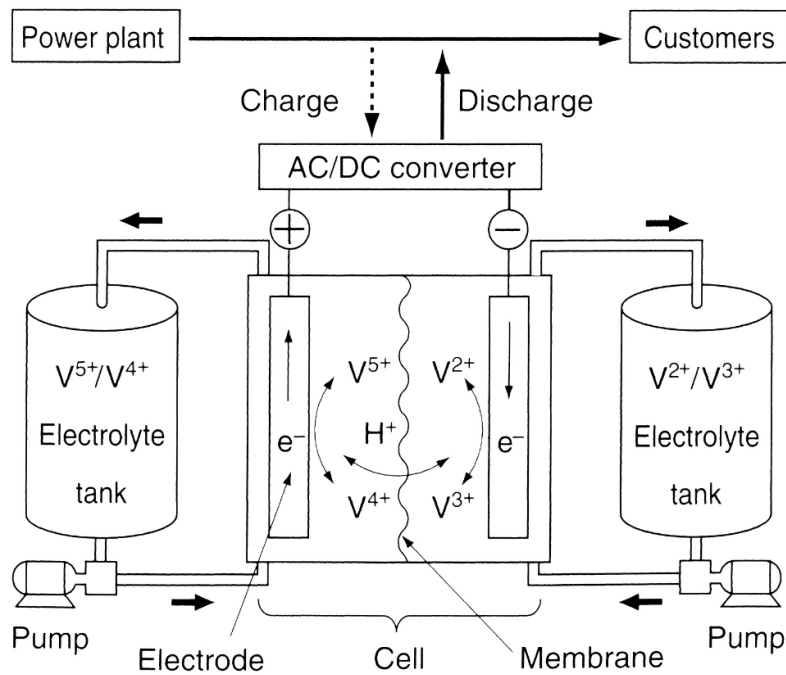 Power plant
Customers
Charge
Discharge
AC/DC converter
+
−
V⁵⁺/V⁴⁺
Electrolyte
tank
V⁵⁺
V²⁺
e⁻
H⁺
e⁻
V⁴⁺
V³⁺
V²⁺/V³⁺
Electrolyte
tank
Pump
Electrode
Cell
Membrane
Pump